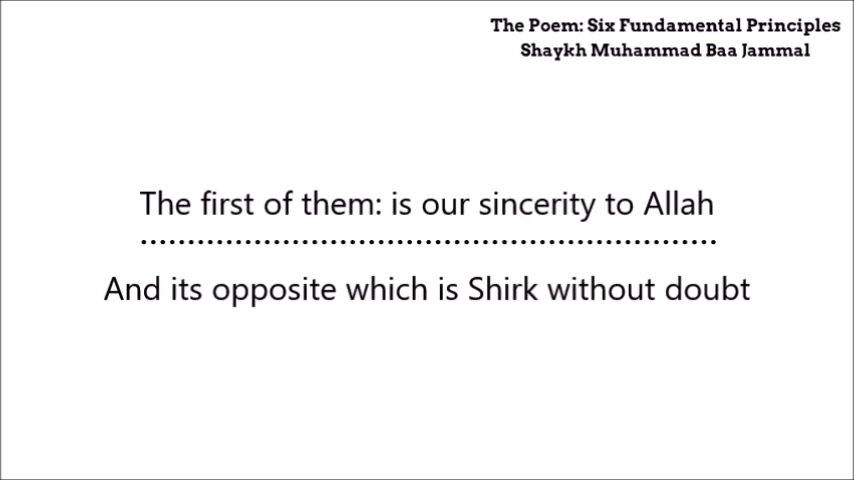 The Poem: Six Fundamental Principles
Shaykh Muhammad Baa Jammal
The first of them: is our sincerity to Allah
And its opposite which is Shirk without doubt